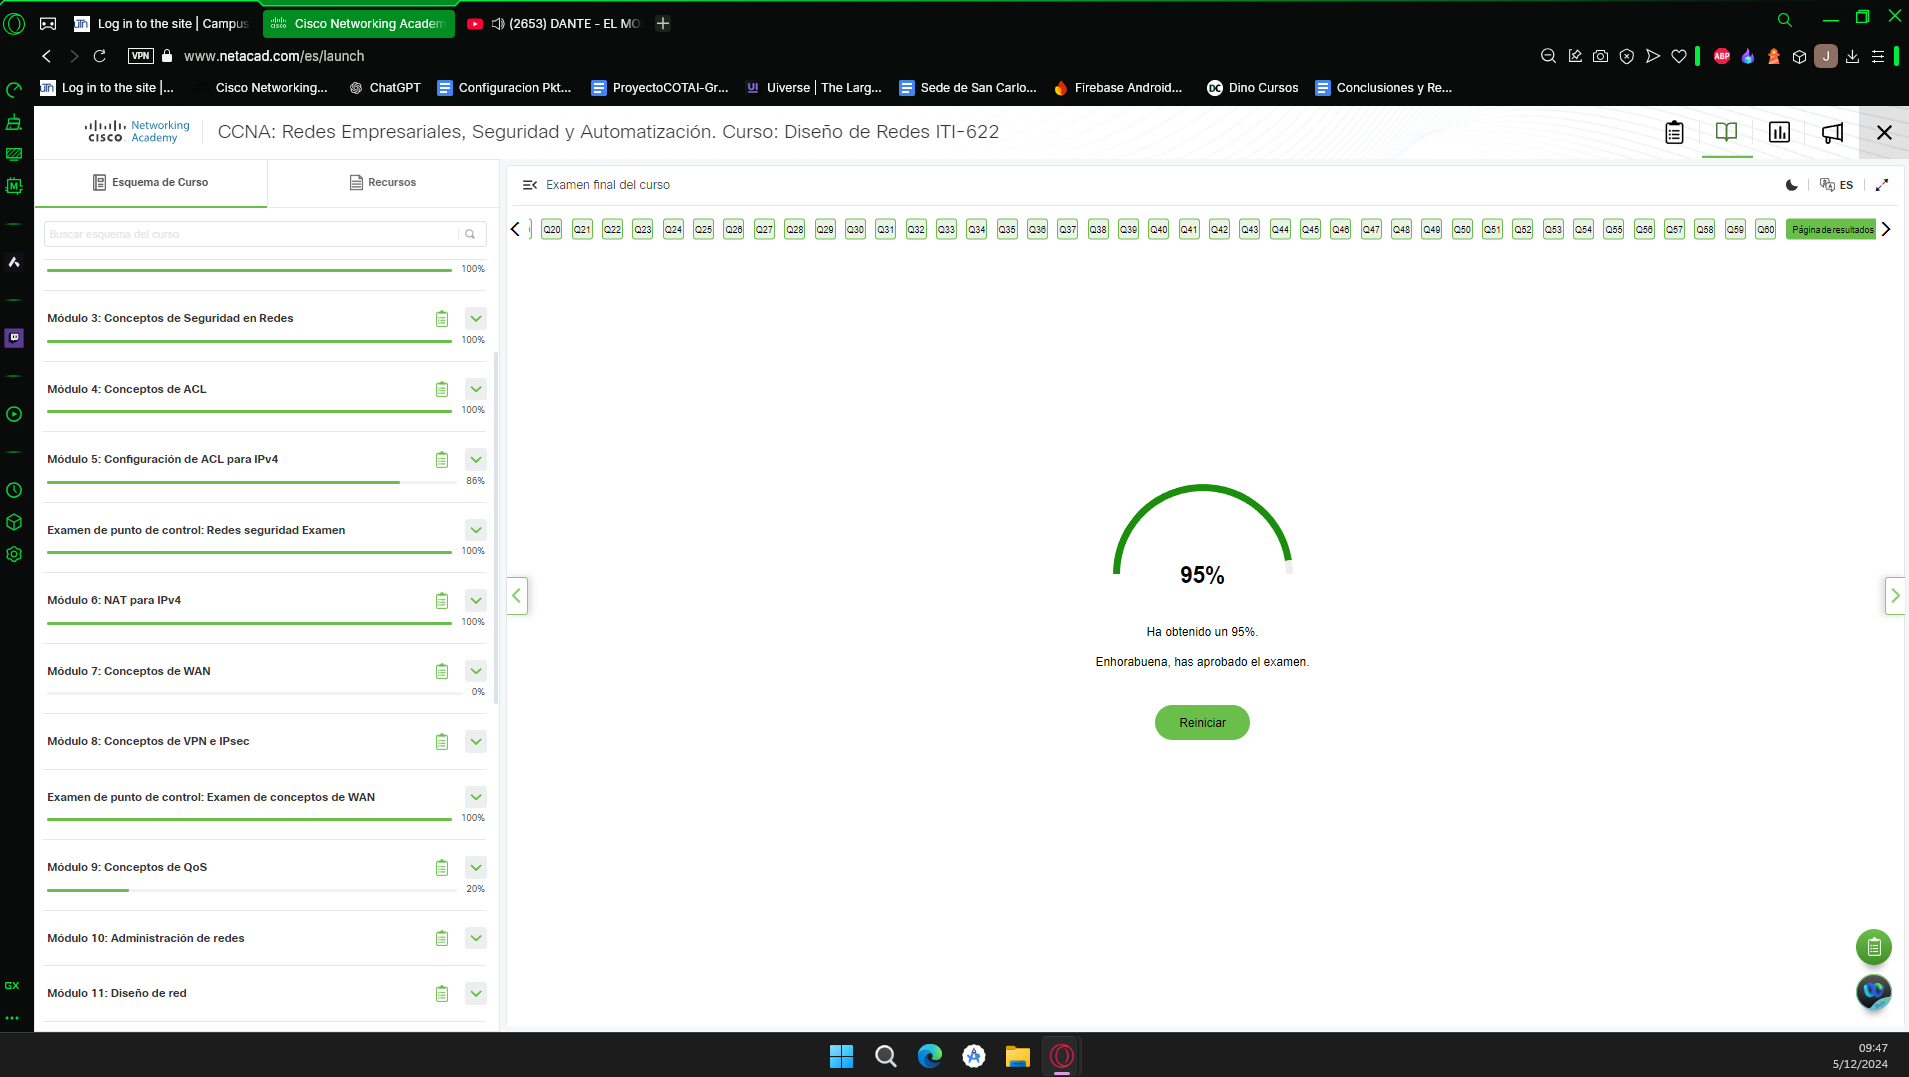 Log in to the site | Campus
Cisco Networking Academ
(2653) DANTE - EL MO
VPN
www.netacad.com/es/launch
ABP
J
Log in to the site |...
Cisco Networking...
ChatGPT
Configuracion Pkt...
ProyectoCOTAI-Gr...
UI
Uiverse | The Larg...
Sede de San Carlo...
Firebase Android...
DC
Dino Cursos
Conclusiones y Re...
CISCO
Networking
Academy
CCNA: Redes Empresariales, Seguridad y Automatización. Curso: Diseño de Redes ITI-622
Esquema de Curso
Recursos
Buscar esquema del curso
100%
Módulo 3: Conceptos de Seguridad en Redes
100%
Módulo 4: Conceptos de ACL
100%
Módulo 5: Configuración de ACL para IPv4
86%
Examen de punto de control: Redes seguridad Examen
100%
Módulo 6: NAT para IPv4
100%
Módulo 7: Conceptos de WAN
0%
Módulo 8: Conceptos de VPN e IPsec
Examen de punto de control: Examen de conceptos de WAN
100%
Módulo 9: Conceptos de QoS
20%
Módulo 10: Administración de redes
Módulo 11: Diseño de red
Examen final del curso
ES
Q20 Q21 Q22 Q23 Q24 Q25 Q26 Q27 Q28 Q29 Q30 Q31 Q32 Q33 Q34 Q35 Q36 Q37 Q38 Q39 Q40 Q41 Q42 Q43 Q44 Q45 Q46 Q47 Q48 Q49 Q50 Q51 Q52 Q53 Q54 Q55 Q56 Q57 Q58 Q59 Q60 Página de resultados
95%
Ha obtenido un 95%.
Enhorabuena, has aprobado el examen.
Reiniciar
GX
09:47
5/12/2024